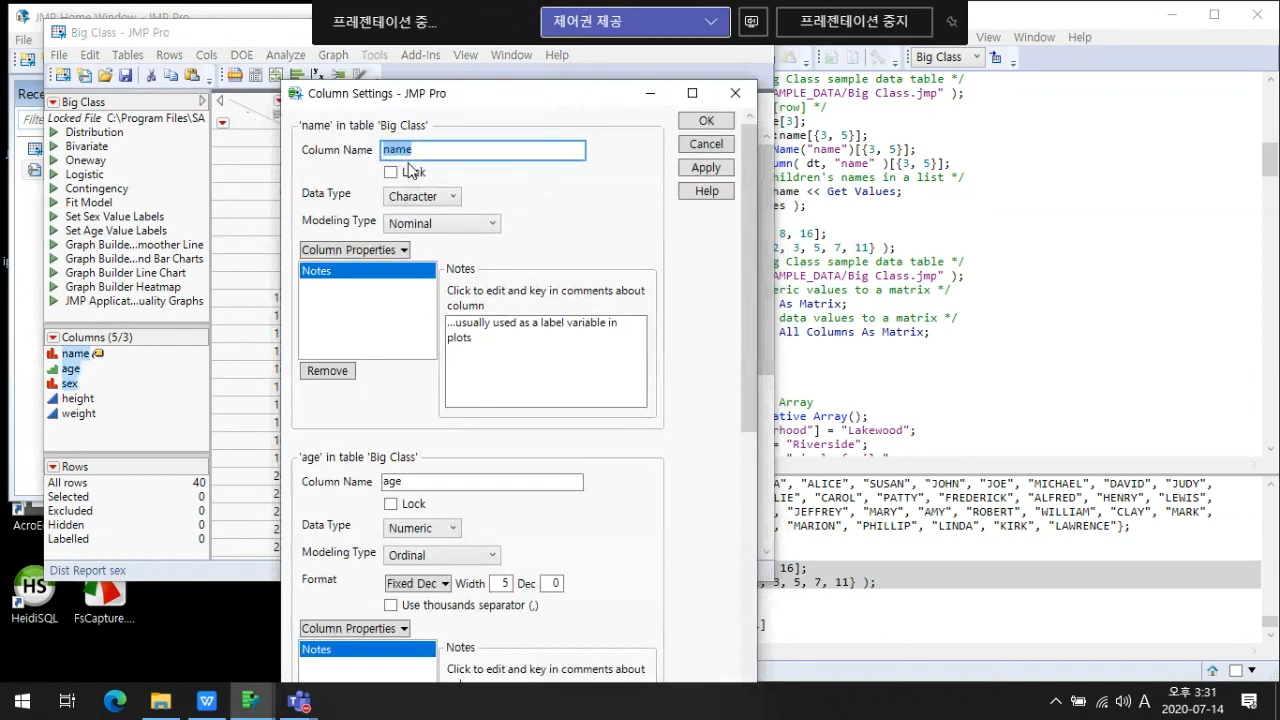 JMP Home Window - JMP Pro
File
Big Class - JMP Pro
프레젠테이션 중...
제어권 제공
프레젠테이션 중지
File Edit Tables Rows Cols DOE Analyze Graph Tools Add-Ins View Window Help
View Window Help
Big Class
Rece
Filte
Big Class
Locked File C:\Program Files\SA
Distribution
Bivariate
Oneway
Logistic
Contingency
Fit Model
Set Sex Value Labels
Set Age Value Labels
Graph Builde...moother Line
Graph Builde...nd Bar Charts
Graph Builder Line Chart
Graph Builder Heatmap
JMP Applicat...uality Graphs
Columns (5/3)
name
age
sex
height
weight
Rows
All rows 40
Selected 0
Excluded 0
Hidden 0
Labelled 0
Dist Report sex
Column Settings - JMP Pro
'name' in table 'Big Class'
Column Name name
Lock
Data Type Character
Modeling Type Nominal
Column Properties
Notes
Notes
Click to edit and key in comments about
column
...usually used as a label variable in
plots
Remove
OK
Cancel
Apply
Help
'age' in table 'Big Class'
Column Name age
Lock
Data Type Numeric
Modeling Type Ordinal
Format Fixed Dec Width 5 Dec 0
Use thousands separator (,)
Column Properties
Notes
Notes
Click to edit and key in comments about
g Class sample data table */
AMPLE_DATA/Big Class.jmp" );
[row] */
e[3];
:name[{3, 5}];
Name("name")[{3, 5}];
umn( dt, "name" )[{3, 5}];
hildren's names in a list */
name << Get Values;
es );
8, 16];
2, 3, 5, 7, 11} );
g Class sample data table */
AMPLE_DATA/Big Class.jmp" );
eric values to a matrix */
As Matrix;
data values to a matrix */
All Columns As Matrix;
Array
ative Array();
rhood"] = "Lakewood";
= "Riverside";
A", "ALICE", "SUSAN", "JOHN", "JOE", "MICHAEL", "DAVID", "JUDY",
LIE", "CAROL", "PATTY", "FREDERICK", "ALFRED", "HENRY", "LEWIS",
"JEFFREY", "MARY", "AMY", "ROBERT", "WILLIAM", "CLAY", "MARK",
"MARION", "PHILLIP", "LINDA", "KIRK", "LAWRENCE"};
16];
, 3, 5, 7, 11} );
]
AcroE
HS
HeidiSQL
FsCapture....
A
오후 3:31
2020-07-14